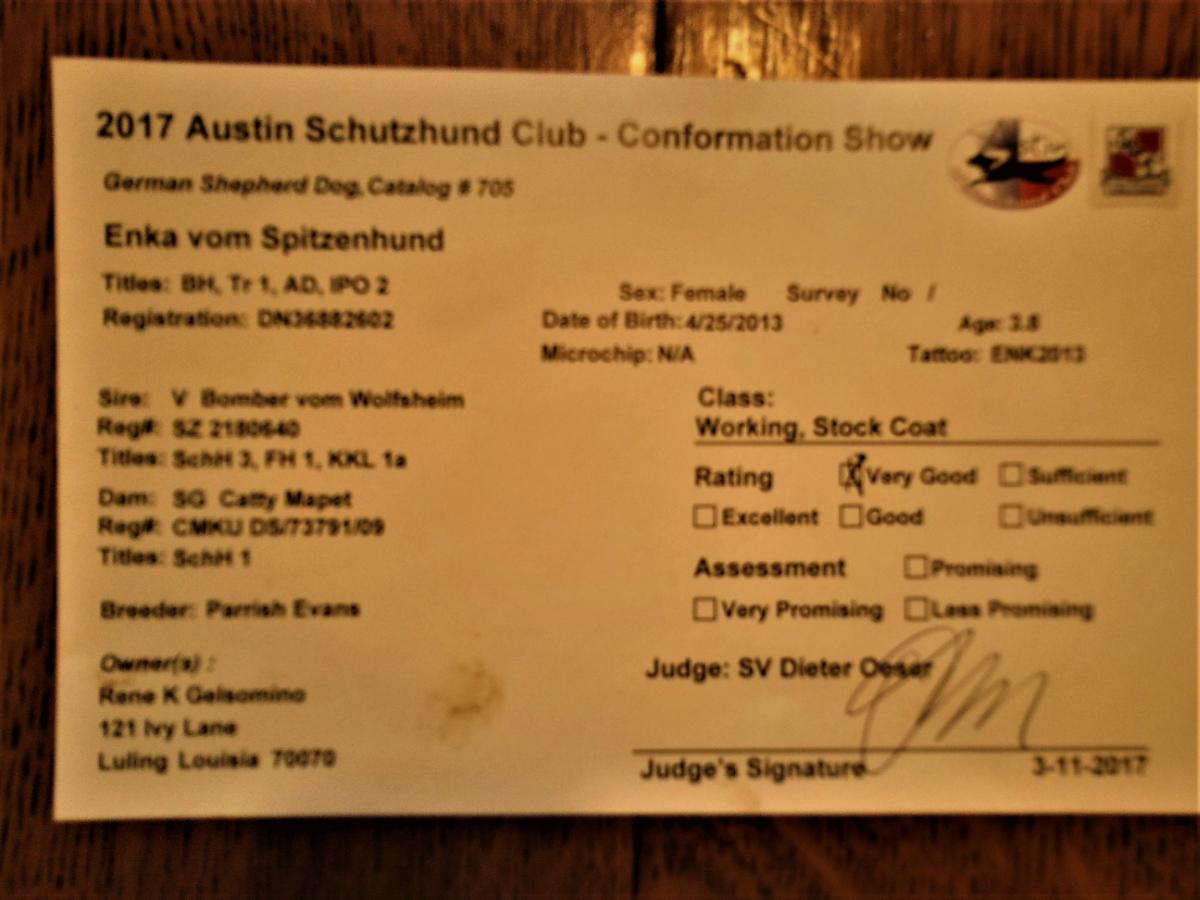 2017 Austin Schutzhund Club - Conformation Show
German Shepherd Dog, Catalog # 705
Enka vom Spitzenhund
Titles: BH, Tr 1, AD, IPO 2
Sex: Female Survey No /
Registration: DN36882602
Date of Birth: 4/25/2013 Age: 3.8
Microchip: N/A Tattoo: ENK2013
Sire: V Bomber vom Wolfsheim
Reg#: SZ 2180640
Titles: SchH 3, FH 1, KKL 1a
Dam: SG Catty Mapet
Reg#: CMKU DS/73791/09
Titles: SchH 1
Breeder: Parrish Evans
Owner(s) :
Rene K Gelsomino
121 Ivy Lane
Luling Louisia 70070
Class:
Working, Stock Coat
Rating Very Good Sufficient
Excellent Good Unsufficient
Assessment Promising
Very Promising Less Promising
Judge: SV Dieter Oeser
Judge's Signature 3-11-2017